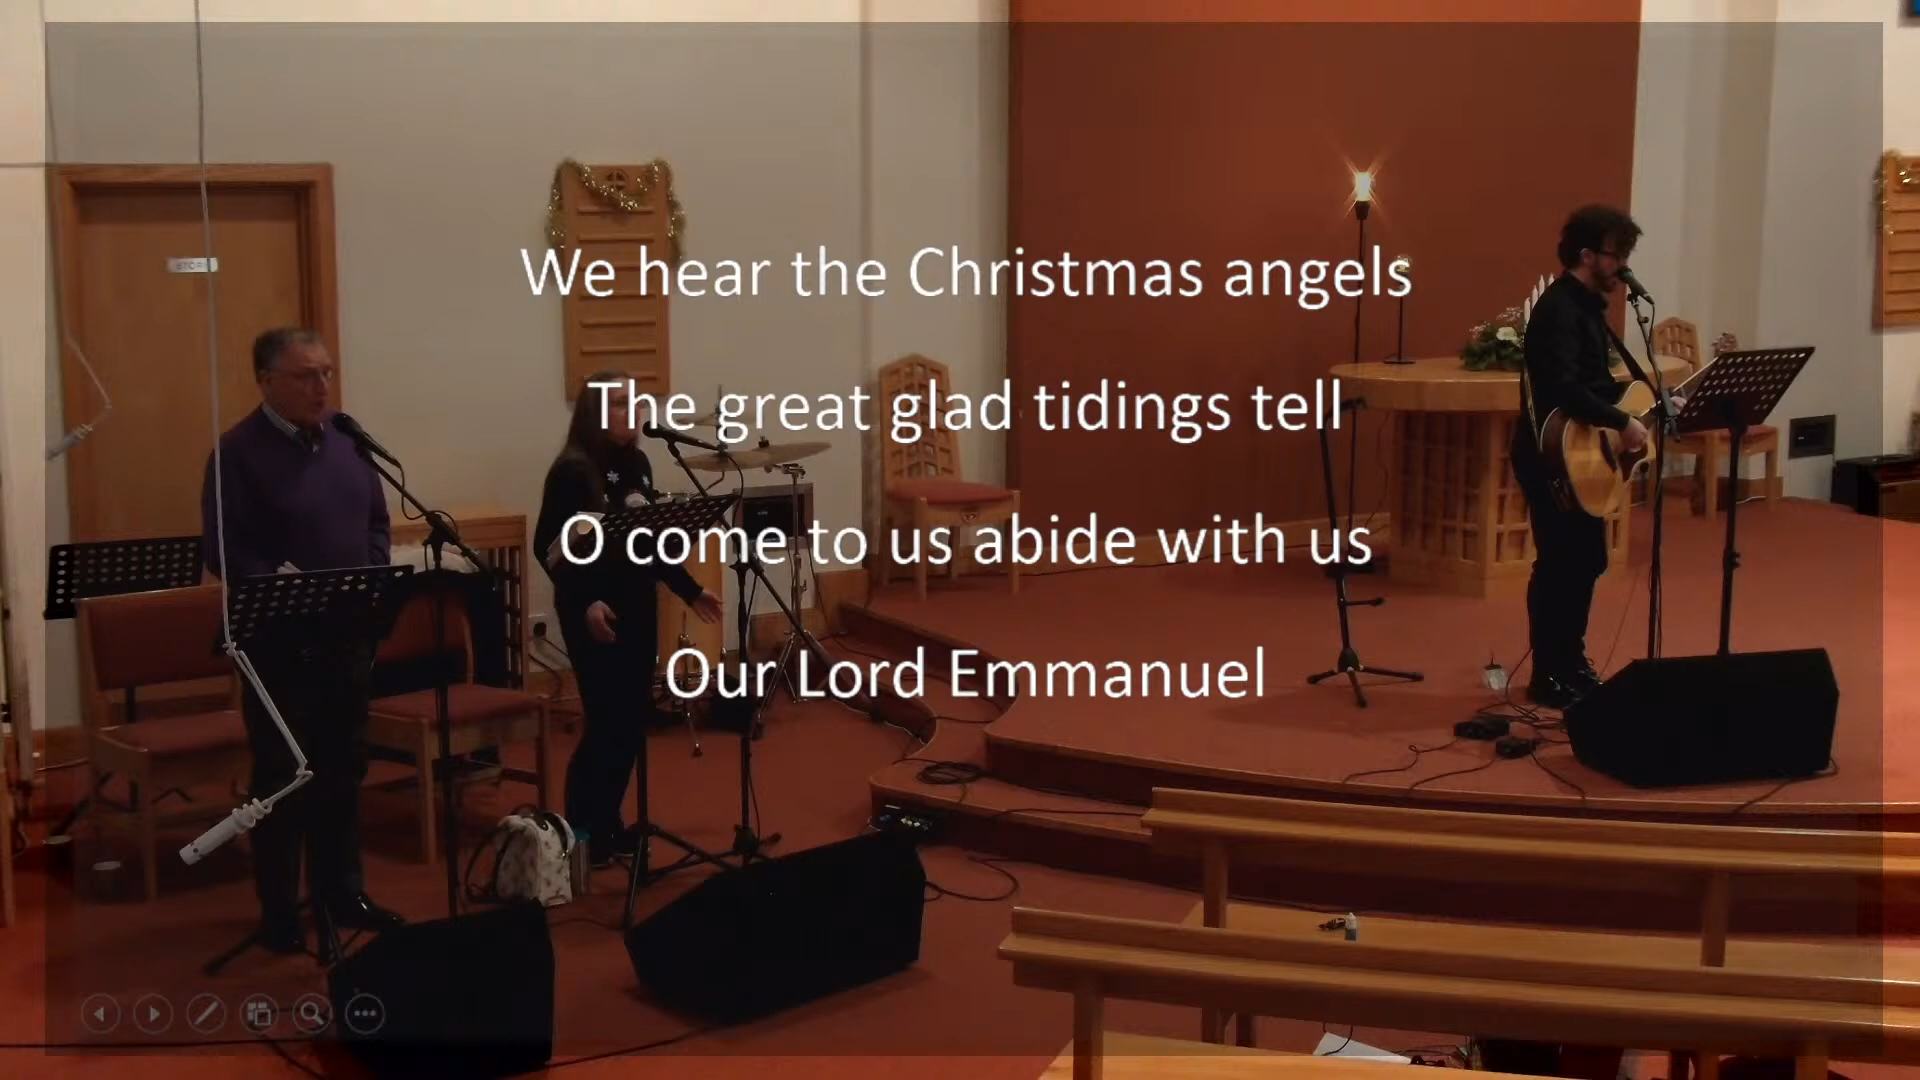 STORE
We hear the Christmas angels
The great glad tidings tell
O come to us abide with us
Our Lord Emmanuel